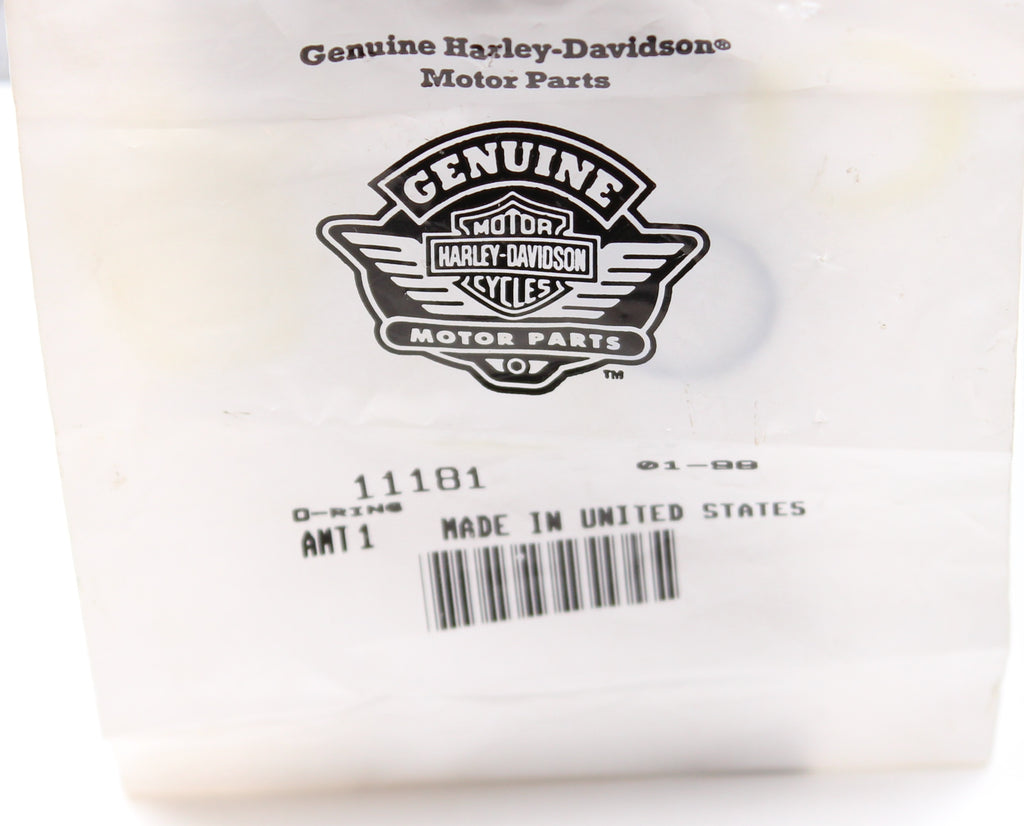 Genuine Harley-Davidson®
Motor Parts
GENUINE
MOTOR
HARLEY-DAVIDSON
CYCLES
MOTOR PARTS
TM
11181
01-98
O-RING
AMT 1
MADE IN UNITED STATES